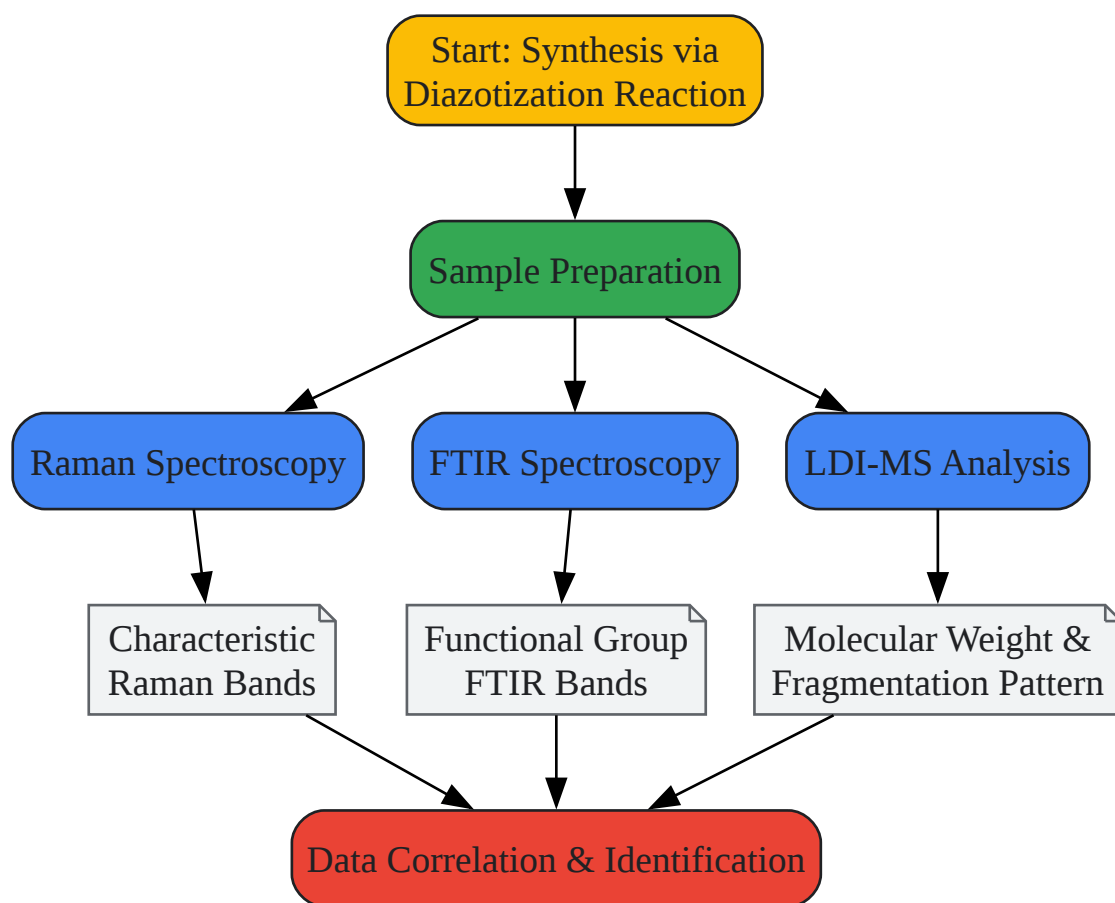 Start: Synthesis via
Diazotization Reaction
Sample Preparation
Raman Spectroscopy
FTIR Spectroscopy
LDI-MS Analysis
Characteristic
Raman Bands
Functional Group
FTIR Bands
Molecular Weight &
Fragmentation Pattern
Data Correlation & Identification